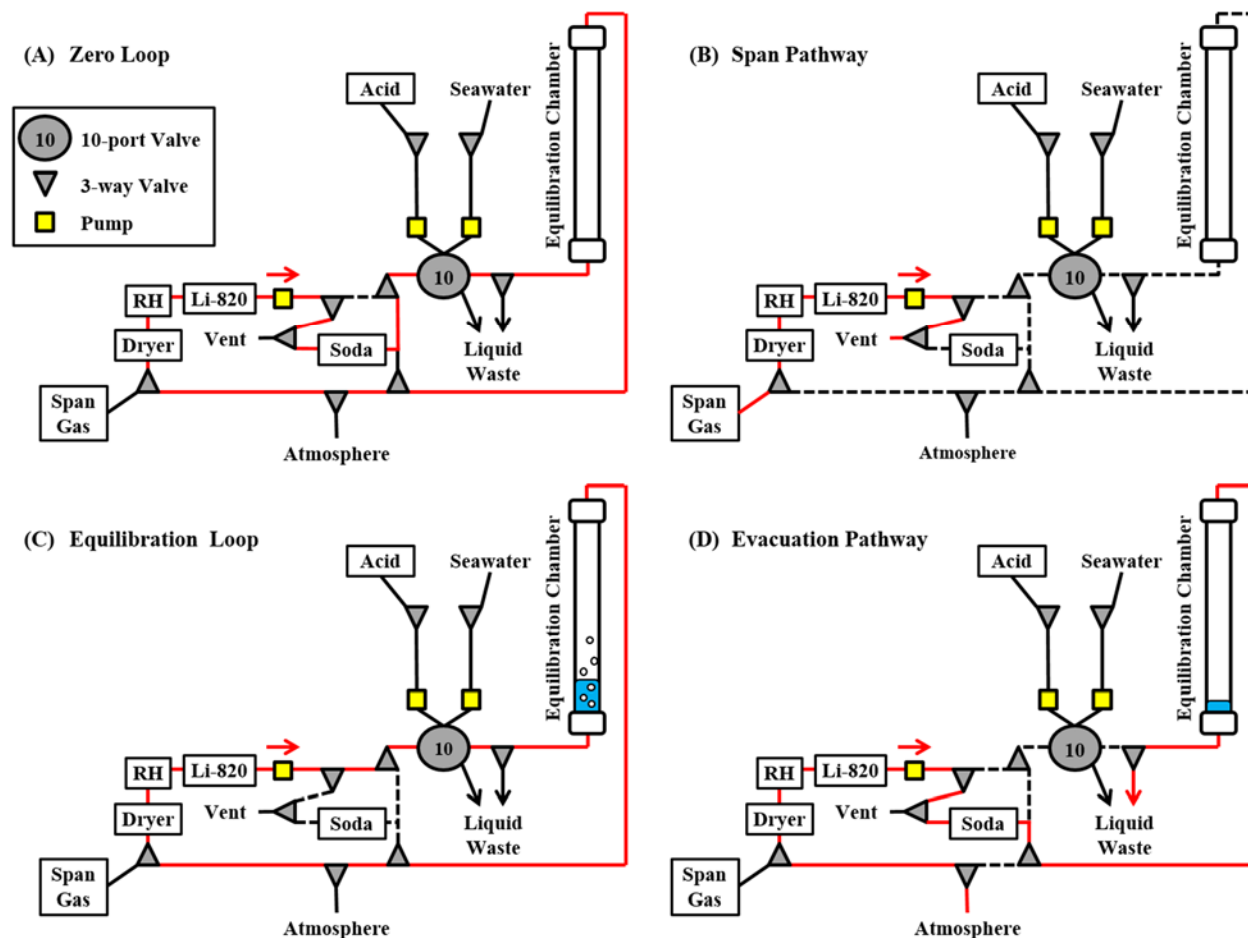 (A) Zero Loop
Acid
Seawater
Equilibration Chamber
10
10-port Valve
3-way Valve
Pump
10
RH
Li-820
Vent
Dryer
Soda
Liquid
Waste
Span
Gas
Atmosphere
(B) Span Pathway
Acid
Seawater
Equilibration Chamber
10
RH
Li-820
Vent
Dryer
Soda
Liquid
Waste
Span
Gas
Atmosphere
(C) Equilibration Loop
Acid
Seawater
Equilibration Chamber
10
RH
Li-820
Vent
Dryer
Soda
Liquid
Waste
Span
Gas
Atmosphere
(D) Evacuation Pathway
Acid
Seawater
Equilibration Chamber
10
RH
Li-820
Vent
Dryer
Soda
Liquid
Waste
Span
Gas
Atmosphere